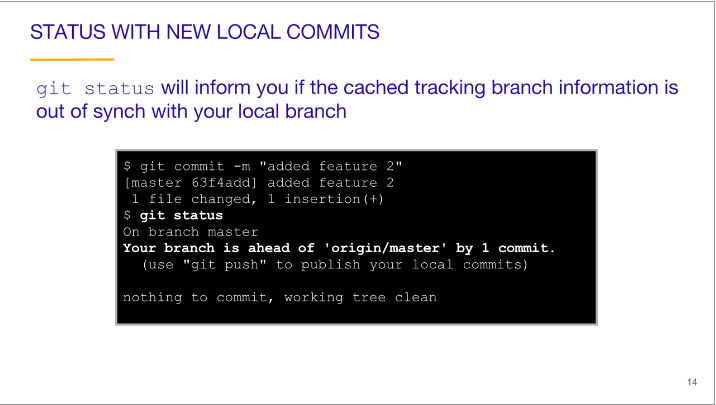 STATUS WITH NEW LOCAL COMMITS
git status will inform you if the cached tracking branch information is
out of synch with your local branch
$ git commit -m "added feature 2"
[master 63f4add] added feature 2
 1 file changed, 1 insertion(+)
$ git status
On branch master
Your branch is ahead of 'origin/master' by 1 commit.
  (use "git push" to publish your local commits)
nothing to commit, working tree clean
14